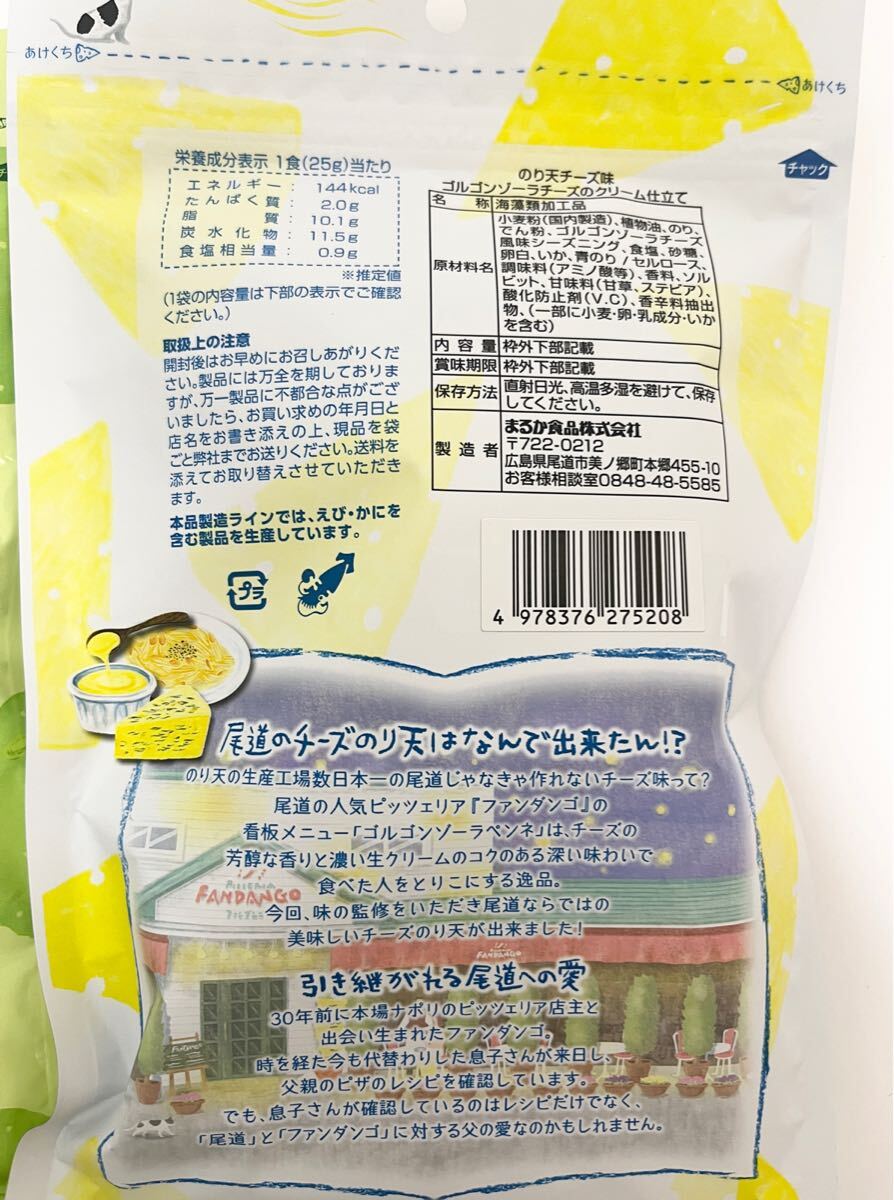 あけくち
あけくち
チャック
栄養成分表示 1食(25g)当たり
エネルギー: 144kcal
たんぱく質: 2.0g
脂質: 10.1g
炭水化物: 11.5g
食塩相当量: 0.9g
※推定値
(1袋の内容量は下部の表示でご確認
ください。)
取扱上の注意
開封後はお早めにお召しあがりくだ
さい。製品には万全を期しておりま
すが、万一製品に不都合な点がござ
いましたら、お買い求めの年月日と
店名をお書き添えの上、現品を袋
ごと弊社までお送りください。送料を
添えてお取り替えさせていただき
ます。
本品製造ラインでは、えび・かにを
含む製品を生産しています。
プラ
のり天チーズ味
ゴルゴンゾーラチーズのクリーム仕立て
名称 海藻類加工品
原材料名 小麦粉(国内製造)、植物油、のり、
でん粉、ゴルゴンゾーラチーズ
風味シーズニング、食塩、砂糖、
卵白、いか、青のり/セルロース、
調味料(アミノ酸等)、香料、ソル
ビット、甘味料(甘草、ステビア)、
酸化防止剤(V.C)、香辛料抽出
物、(一部に小麦・卵・乳成分・いか
を含む)
内容量 枠外下部記載
賞味期限 枠外下部記載
保存方法 直射日光、高温多湿を避けて、保存
してください。
製造者 まるか食品株式会社
〒722-0212
広島県尾道市美ノ郷町本郷455-10
お客様相談室0848-48-5585
4 978376 275208
尾道のチーズのり天はなんで出来たん!?
のり天の生産工場数日本一の尾道じゃなきゃ作れないチーズ味って?
尾道の人気ピッツェリア『ファンダンゴ』の
看板メニュー「ゴルゴンゾーラペンネ」は、チーズの
芳醇な香りと濃い生クリームのコクのある深い味わいで
食べた人をとりこにする逸品。
今回、味の監修をいただき尾道ならではの
美味しいチーズのり天が出来ました!
PIZZERIA
FANDANGO
FANDANGO
引き継がれる尾道への愛
30年前に本場ナポリのピッツェリア店主と
出会い生まれたファンダンゴ。
時を経た今も代替わりした息子さんが来日し、
父親のピザのレシピを確認しています。
でも、息子さんが確認しているのはレシピだけでなく、
「尾道」と「ファンダンゴ」に対する父の愛なのかもしれません。